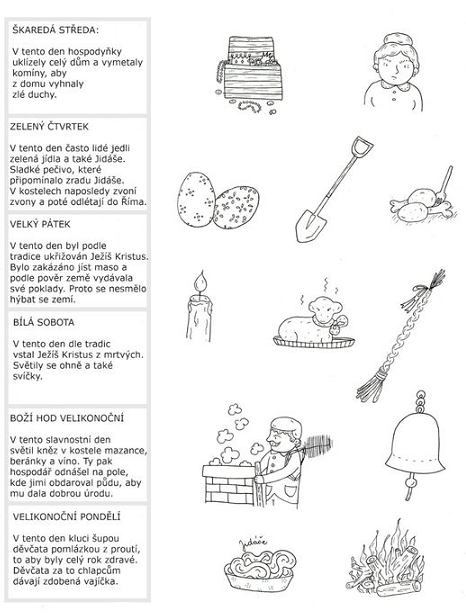 ŠKAREDÁ STŘEDA:
V tento den hospodyňky
uklízely celý dům a vymetaly
komíny, aby
z domu vyhnaly
zlé duchy.
ZELENÝ ČTVRTEK
V tento den často lidé jedli
zelená jídla a také Jidáše.
Sladké pečivo, které
připomínalo zradu Jidáše.
V kostelech naposledy zvoní
zvony a poté odlétají do Říma.
VELKÝ PÁTEK
V tento den byl podle
tradice ukřižován Ježíš Kristus.
Bylo zakázáno jíst maso a
podle pověr země vydávala
své poklady. Proto se nesmělo
hýbat se zemí.
BÍLÁ SOBOTA
V tento den dle tradic
vstal Ježíš Kristus z mrtvých.
Světily se ohně a také
svíčky.
BOŽÍ HOD VELIKONOČNÍ
V tento slavnostní den
světil kněz v kostele mazance,
beránky a víno. Ty pak
hospodář odnášel na pole,
kde jimi obdaroval půdu, aby
mu dala dobrou úrodu.
VELIKONOČNÍ PONDĚLÍ
V tento den kluci šupou
děvčata pomlázkou z proutí,
to aby byly celý rok zdravé.
Děvčata za to chlapcům
dávají zdobená vajíčka.
Jidáše